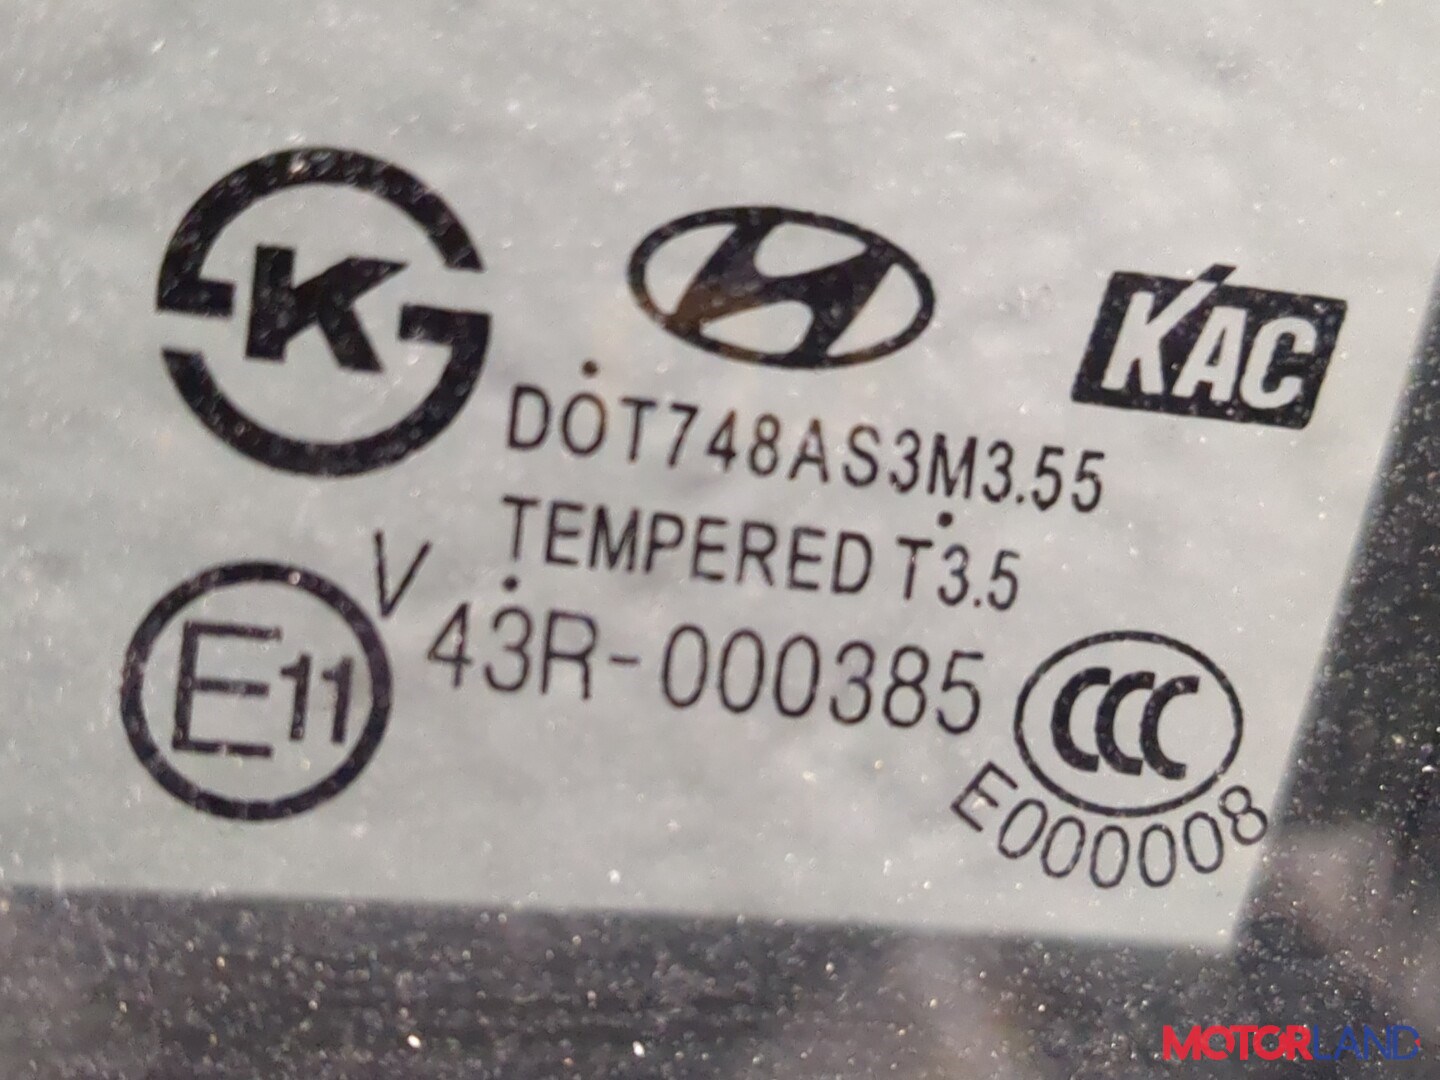 K
KAC
DOT748AS3M3.55
TEMPERED T3.5
V
43R-000385
E11
CCC
E000008
MOTORLAND